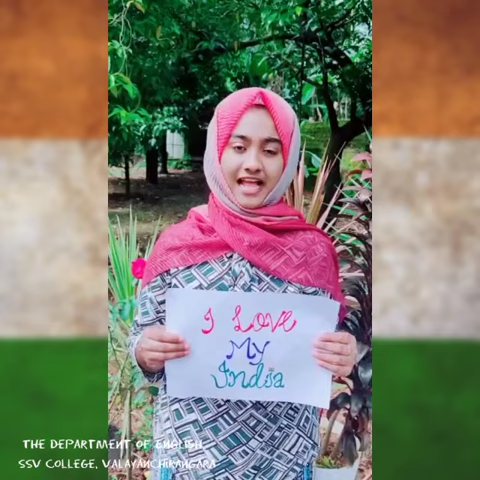 I Love
My
India
THE DEPARTMENT OF ENGLISH,
SSV COLLEGE, VALAYANCHIRANGARA